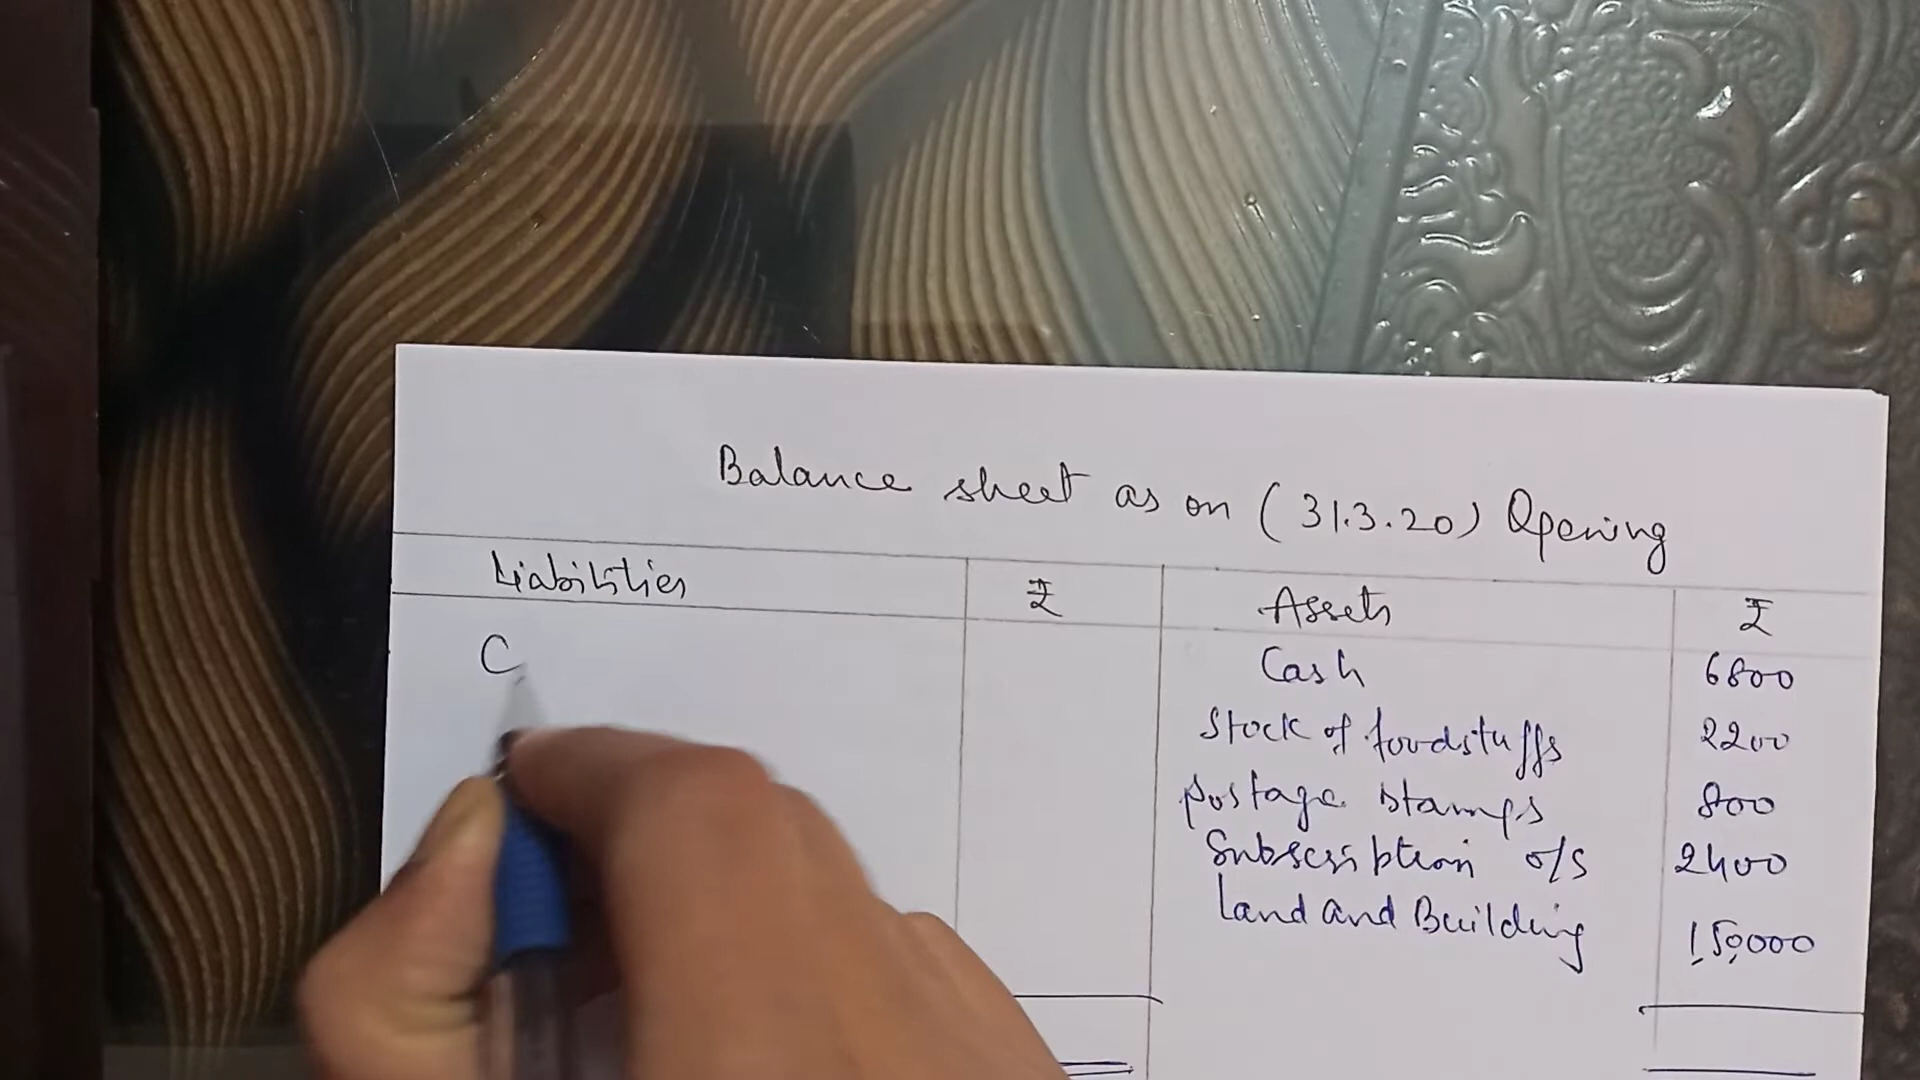 Balance sheet as on (31.3.20) Opening
Liabilities ₹ Assets ₹
C Cash 6800
Stock of foodstuffs 2200
postage stamps 800
Subscription o/s 2400
Land and Building 1,50,000